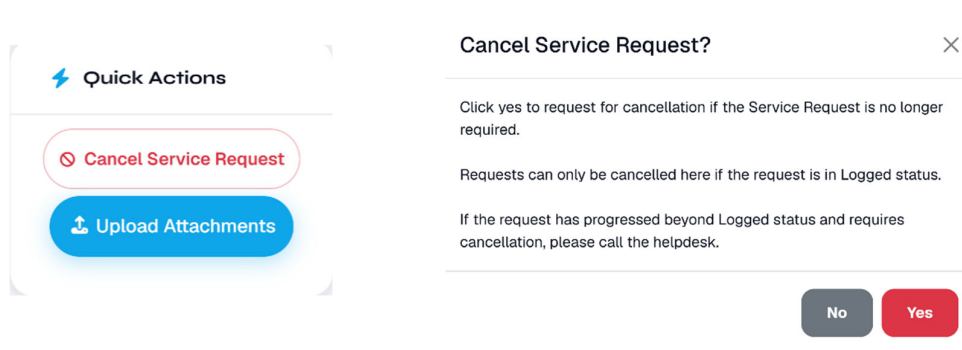 Quick Actions
Cancel Service Request
Upload Attachments
Cancel Service Request?
Click yes to request for cancellation if the Service Request is no longer
required.
Requests can only be cancelled here if the request is in Logged status.
If the request has progressed beyond Logged status and requires
cancellation, please call the helpdesk.
No
Yes